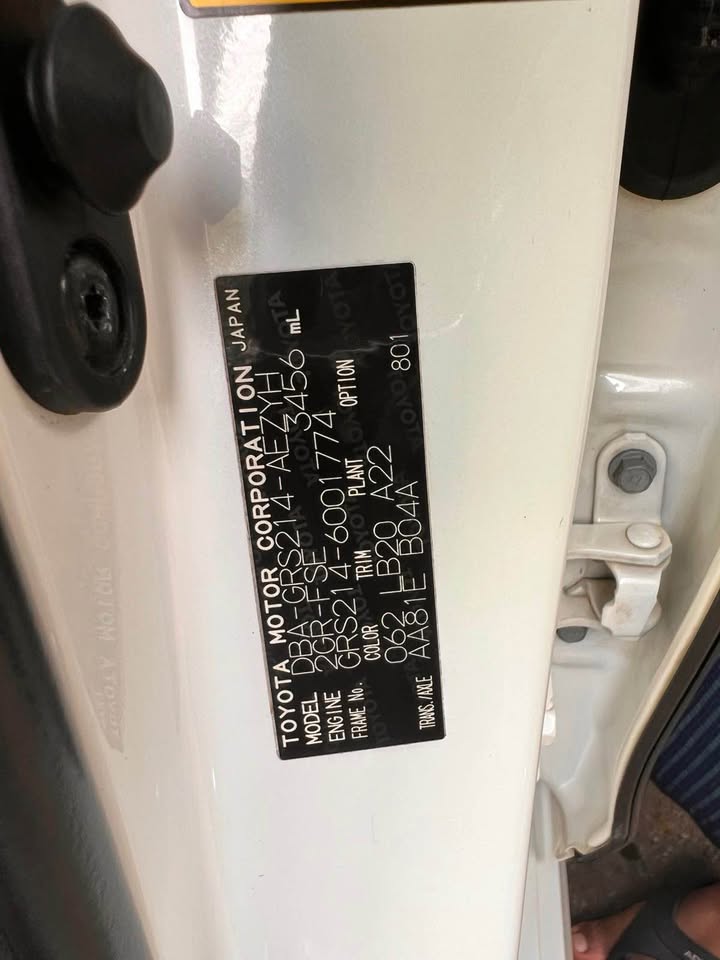 TOYOTA MOTOR CORPORATION JAPAN
MODEL DBA-GRS214-AEZYH
ENGINE 2GR-FSE 3456 mL
FRAME No. GRS214-6001774
COLOR TRIM PLANT OPTION
062 LB20 A22 801
TRANS./AXLE AA81E B04A